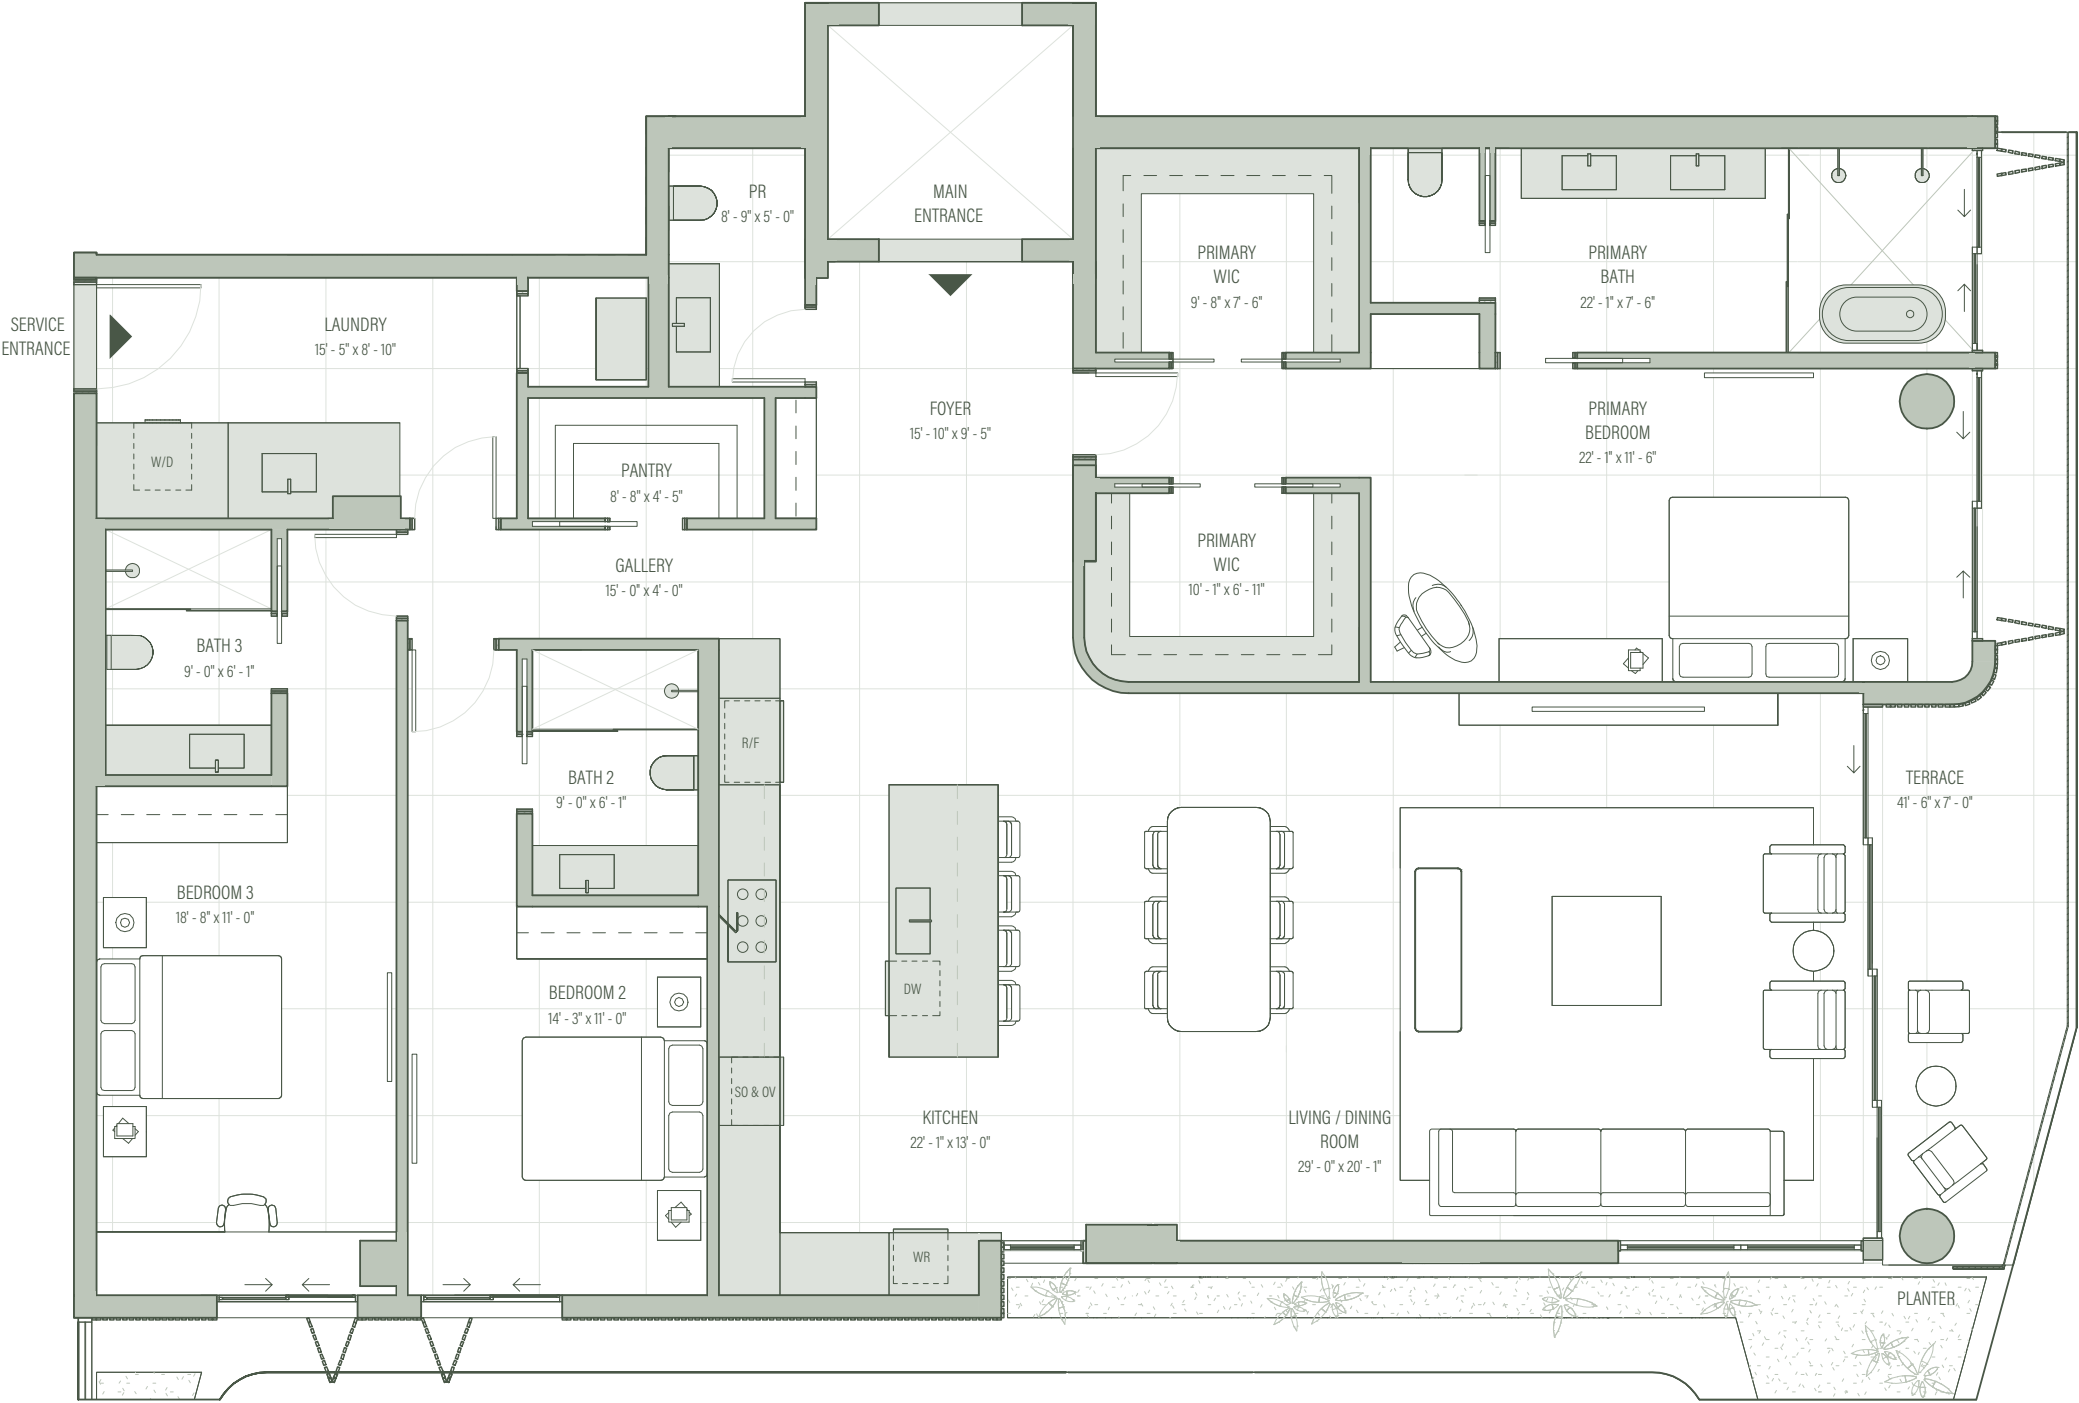 MAIN
ENTRANCE
PR
8' - 9" x 5' - 0"
PRIMARY
WIC
9' - 8" x 7' - 6"
PRIMARY
BATH
22' - 1" x 7' - 6"
SERVICE
ENTRANCE
LAUNDRY
15' - 5" x 8' - 10"
W/D
PANTRY
8' - 8" x 4' - 5"
FOYER
15' - 10" x 9' - 5"
PRIMARY
BEDROOM
22' - 1" x 11' - 6"
GALLERY
15' - 0" x 4' - 0"
PRIMARY
WIC
10' - 1" x 6' - 11"
BATH 3
9' - 0" x 6' - 1"
BATH 2
9' - 0" x 6' - 1"
R/F
TERRACE
41' - 6" x 7' - 0"
BEDROOM 3
18' - 8" x 11' - 0"
BEDROOM 2
14' - 3" x 11' - 0"
DW
SO & OV
KITCHEN
22' - 1" x 13' - 0"
LIVING / DINING
ROOM
29' - 0" x 20' - 1"
WR
PLANTER